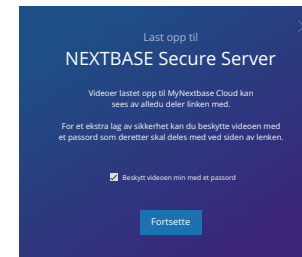 Last opp til
NEXTBASE Secure Server
Videoer lastet opp til MyNextbase Cloud kan
sees av alledu deler linken med.
For et ekstra lag av sikkerhet kan du beskytte videoen med
et passord som deretter skal deles med ved siden av lenken.
Beskytt videoen min med et passord
Fortsette